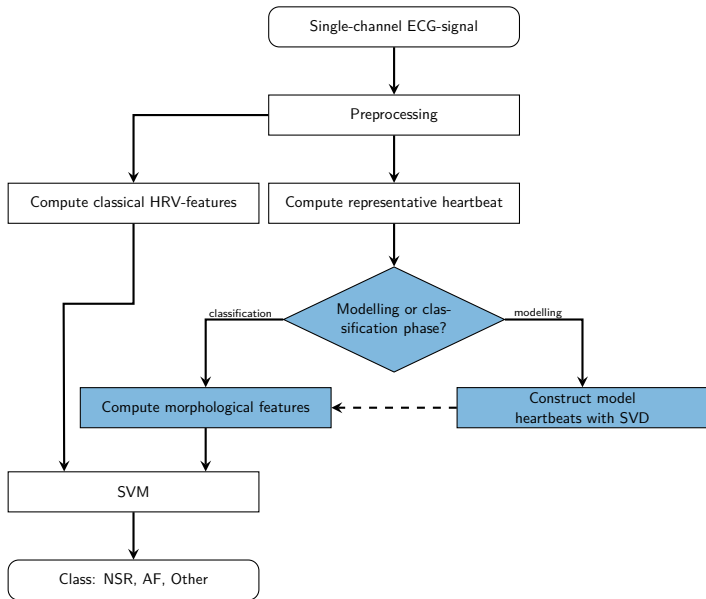 Single-channel ECG-signal
Preprocessing
Compute classical HRV-features
Compute representative heartbeat
Modelling or clas-
sification phase?
classification
modelling
Compute morphological features
Construct model
heartbeats with SVD
SVM
Class: NSR, AF, Other